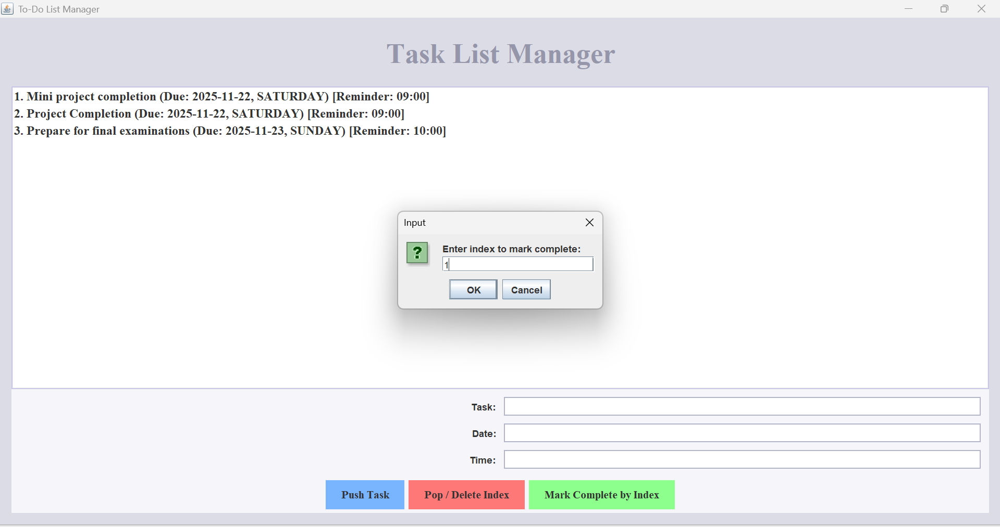 To-Do List Manager
Task List Manager
1. Mini project completion (Due: 2025-11-22, SATURDAY) [Reminder: 09:00]
2. Project Completion (Due: 2025-11-22, SATURDAY) [Reminder: 09:00]
3. Prepare for final examinations (Due: 2025-11-23, SUNDAY) [Reminder: 10:00]
Input
?
Enter index to mark complete:
1
OK Cancel
Task:
Date:
Time:
Push Task Pop / Delete Index Mark Complete by Index